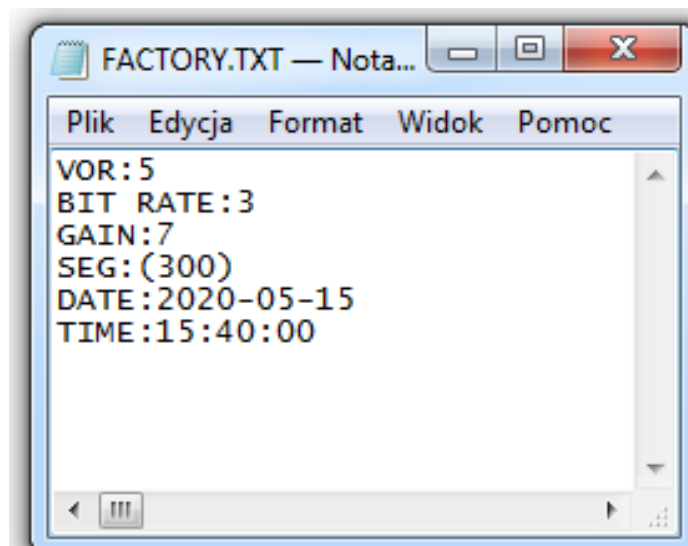 FACTORY.TXT — Nota...
Plik Edycja Format Widok Pomoc
VOR:5
BIT RATE:3
GAIN:7
SEG:(300)
DATE:2020-05-15
TIME:15:40:00